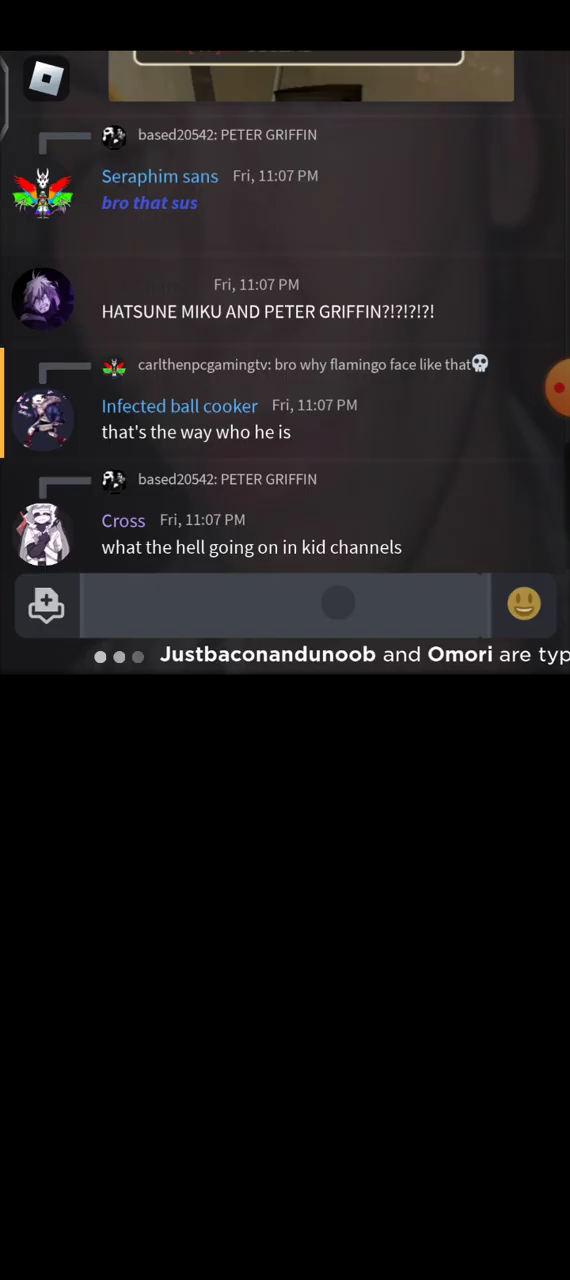 based20542: PETER GRIFFIN
Seraphim sans Fri, 11:07 PM
bro that sus
Fri, 11:07 PM
HATSUNE MIKU AND PETER GRIFFIN?!?!?!?!
carlthenpcgamingtv: bro why flamingo face like that💀
Infected ball cooker Fri, 11:07 PM
that's the way who he is
based20542: PETER GRIFFIN
Cross Fri, 11:07 PM
what the hell going on in kid channels
Justbaconandunoob and Omori are typ